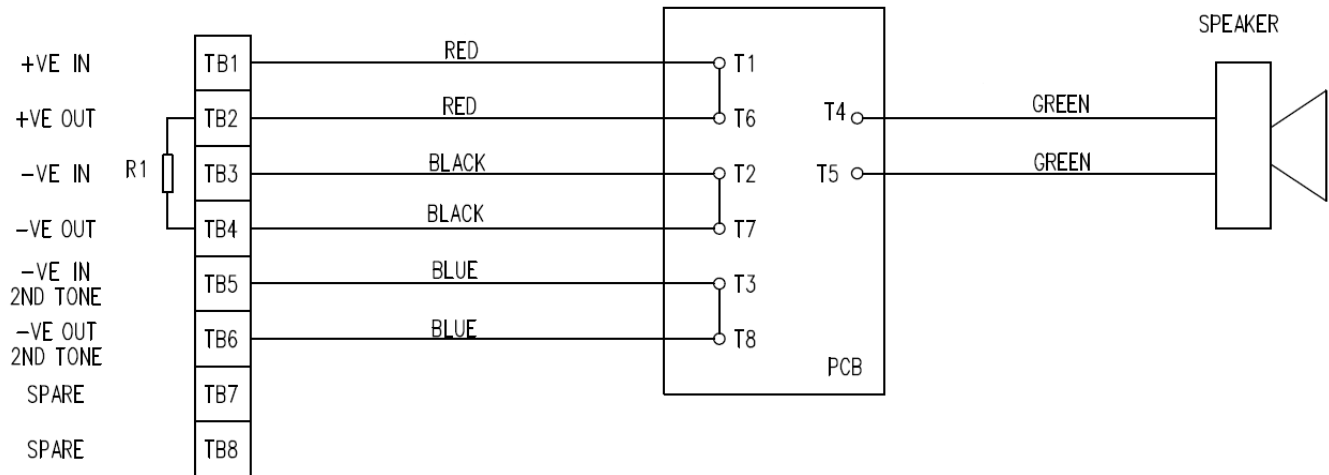 SPEAKER
+VE IN TB1 RED T1
+VE OUT TB2 RED T6 T4 GREEN
R1 -VE IN TB3 BLACK T2 T5 GREEN
-VE OUT TB4 BLACK T7
-VE IN
2ND TONE TB5 BLUE T3
-VE OUT
2ND TONE TB6 BLUE T8
PCB
SPARE TB7
SPARE TB8